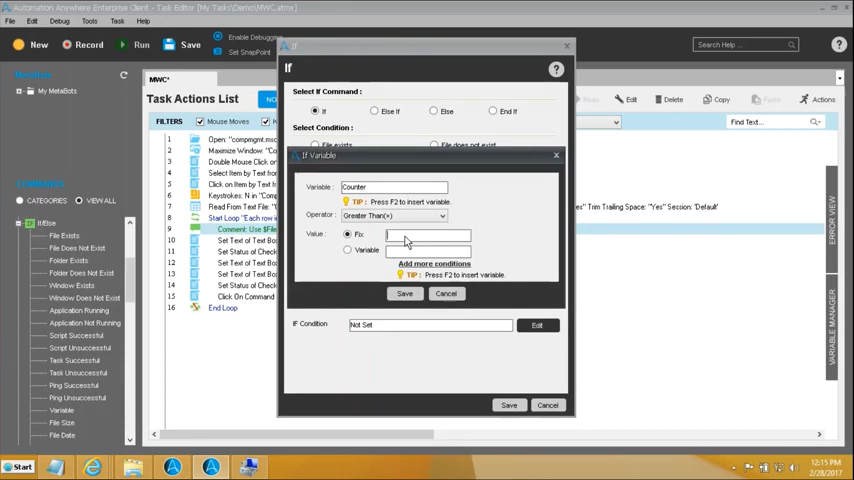 Automation Anywhere Enterprise Client - Task Editor [My Tasks\Demo\MWC.atmx]
File Edit Debug Tools Task Help
New Record Run Save Enable Debugging Search Help ...
Set SnapPoint
MetaBots
My MetaBots
COMMANDS
CATEGORIES VIEW ALL
If/Else
File Exists
File Does Not Exist
Folder Exists
Folder Does Not Exist
Window Exists
Window Does Not Exist
Application Running
Application Not Running
Script Successful
Script Unsuccessful
Task Successful
Task Unsuccessful
Ping Successful
Ping Unsuccessful
Variable
File Size
File Date
MWC*
Task Actions List
Edit Delete Copy Actions
FILTERS Mouse Moves Find Text...
1 Open: "compmgmt.msc
2 Maximize Window: "Comp
3 Double Mouse Click on
4 Select Item by Text from
5 Click on Item by Text from
6 Keystrokes: N in "Comp
7 Read From Text File:
8 Start Loop "Each row in
9 Comment: Use $File
10 Set Text of Text Bo
11 Set Status of Check
12 Set Text of Text Bo
13 Set Status of Check
14 Set Status of Check
15 Click On Command
16 End Loop
Trim Trailing Space: "Yes" Session: 'Default'
ERROR VIEW
VARIABLE MANAGER
If
If
Select If Command :
If Else If Else End If
Select Condition :
File exists File does not exist
If Variable
Variable : Counter
TIP : Press F2 to insert variable.
Operator : Greater Than(>)
Value : Fix
Variable
Add more conditions
TIP : Press F2 to insert variable.
Save Cancel
IF Condition Not Set Edit
Save Cancel
Start
12:15 PM
2/28/2017